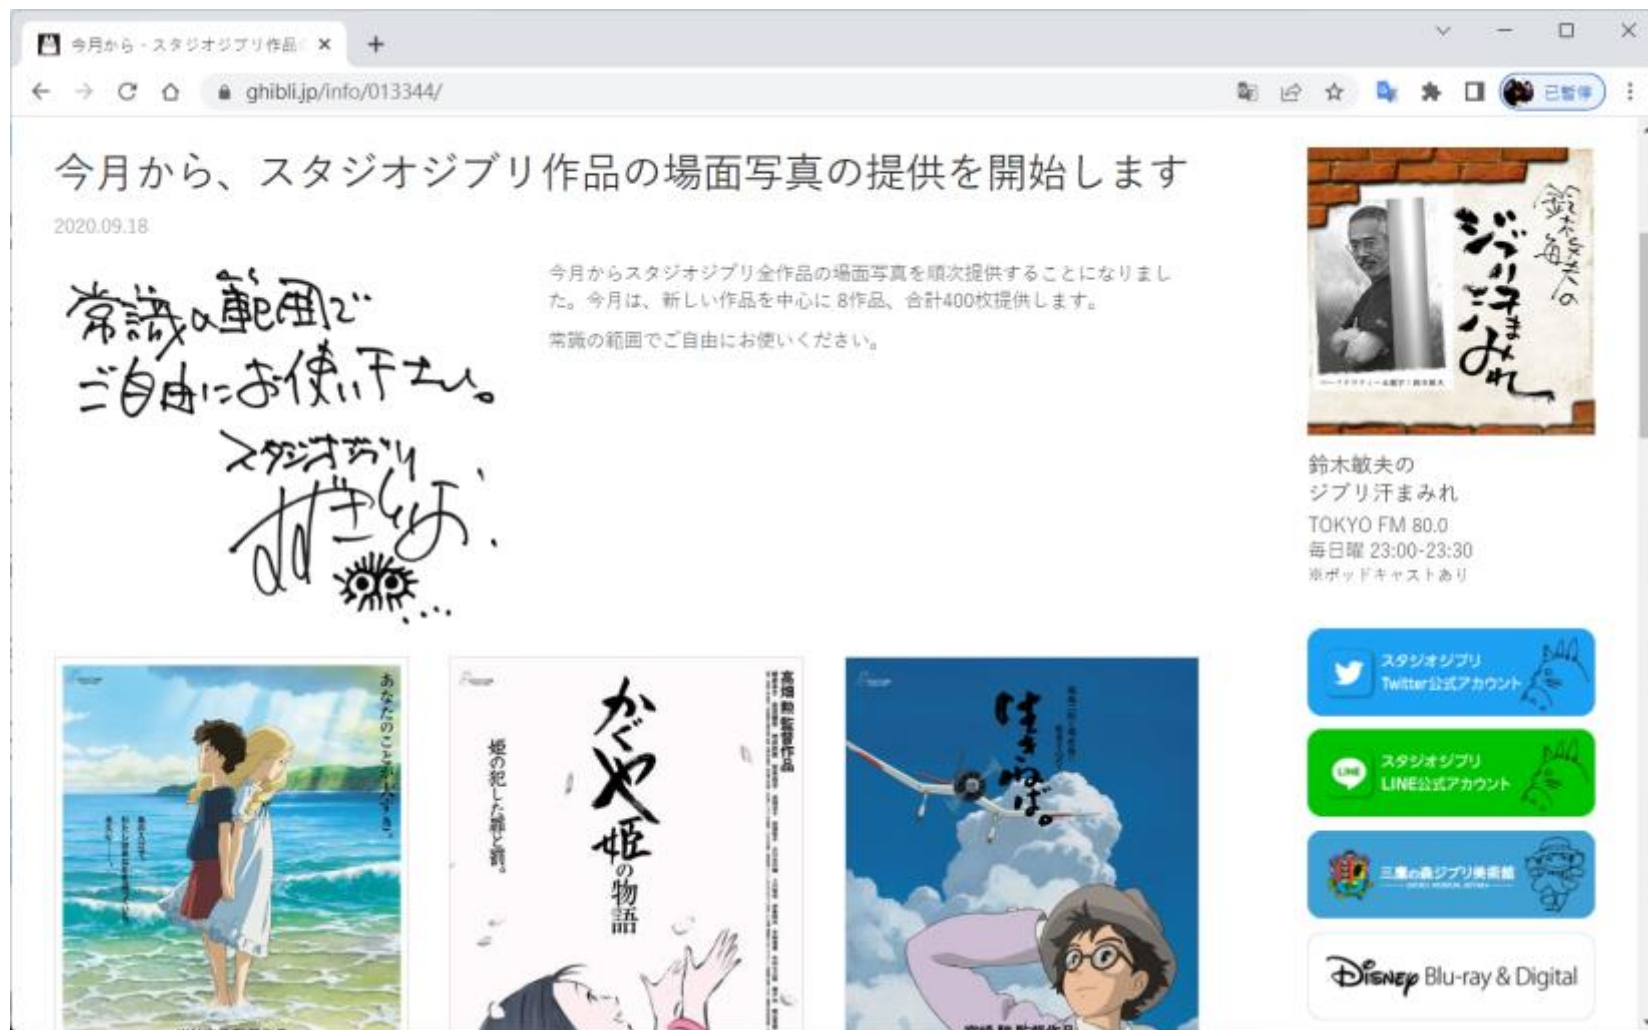 今月から - スタジオジブリ作品
ghibli.jp/info/013344/
已暂停
今月から、スタジオジブリ作品の場面写真の提供を開始します
2020.09.18
常識の範囲で
ご自由にお使い下さい。
スタジオジブリ
今月からスタジオジブリ全作品の場面写真を順次提供することになりまし
た。今月は、新しい作品を中心に 8作品、合計400枚提供します。
常識の範囲でご自由にお使いください。
あなたのことが大すき。
かぐや姫の物語
姫の犯した罪と罰。
高畑勲 監督作品
生きねば。
宮崎 駿 監督作品
鈴木敏夫の
ジブリ汗まみれ
鈴木敏夫の
ジブリ汗まみれ
TOKYO FM 80.0
毎日曜 23:00-23:30
※ポッドキャストあり
スタジオジブリ
Twitter公式アカウント
LINE
スタジオジブリ
LINE公式アカウント
三鷹の森ジブリ美術館
Disney Blu-ray & Digital